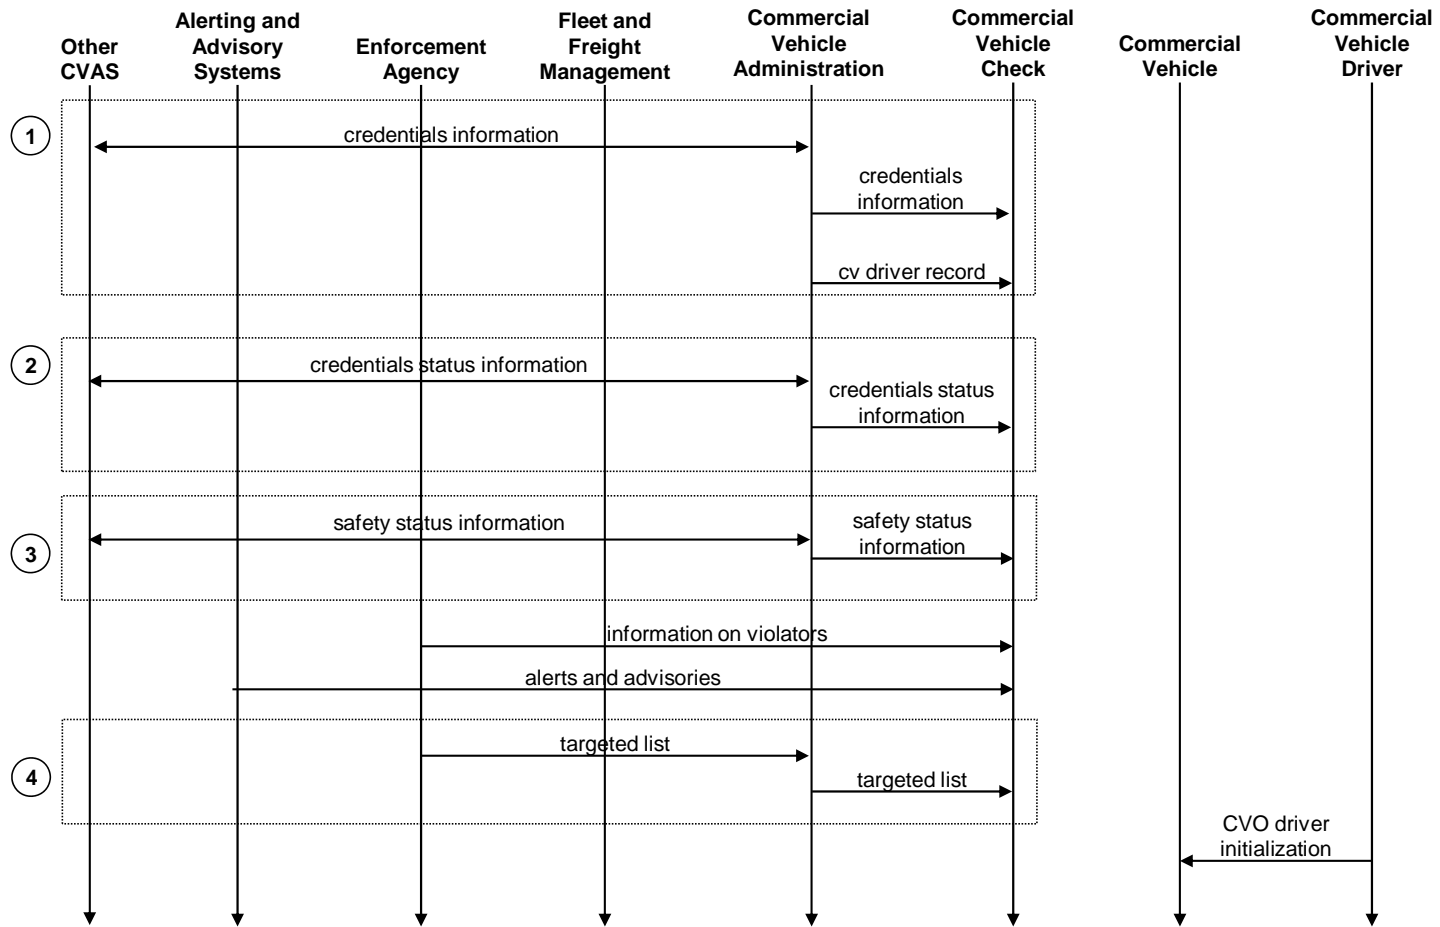 Other
CVAS
Alerting and
Advisory
Systems
Enforcement
Agency
Fleet and
Freight
Management
Commercial
Vehicle
Administration
Commercial
Vehicle
Check
Commercial
Vehicle
Commercial
Vehicle
Driver
1
credentials information
credentials
information
cv driver record
2
credentials status information
credentials status
information
3
safety status information
safety status
information
information on violators
alerts and advisories
4
targeted list
targeted list
CVO driver
initialization